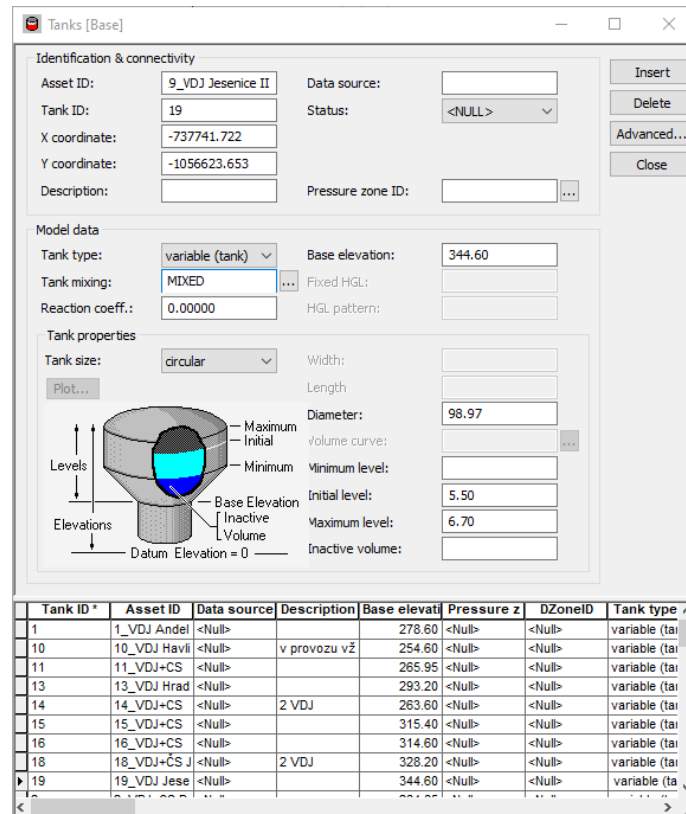 Tanks [Base]
Identification & connectivity
Asset ID: 9_VDJ Jesenice II Data source: Insert
Tank ID: 19 Status: <NULL> Delete
X coordinate: -737741.722 Advanced...
Y coordinate: -1056623.653 Close
Description: Pressure zone ID: ...
Model data
Tank type: variable (tank) Base elevation: 344.60
Tank mixing: MIXED ... Fixed HGL:
Reaction coeff.: 0.00000 HGL pattern:
Tank properties
Tank size: circular Width:
Plot... Length
Diameter: 98.97
Maximum
Initial
Volume curve: ...
Levels Minimum Minimum level:
Base Elevation Initial level: 5.50
Inactive
Elevations Volume Maximum level: 6.70
Datum Elevation = 0 Inactive volume:
Tank ID * Asset ID Data source Description Base elevati Pressure z DZoneID Tank type
1 1_VDJ Andel <Null> 278.60 <Null> <Null> variable (tar
10 10_VDJ Havli <Null> v provozu vž 254.60 <Null> <Null> variable (tar
11 11_VDJ+CS <Null> 265.95 <Null> <Null> variable (tar
13 13_VDJ Hrad <Null> 293.20 <Null> <Null> variable (tar
14 14_VDJ+CS <Null> 2 VDJ 263.60 <Null> <Null> variable (tar
15 15_VDJ+CS <Null> 315.40 <Null> <Null> variable (tar
16 16_VDJ+CS <Null> 314.60 <Null> <Null> variable (tar
18 18_VDJ+ČS J <Null> 2 VDJ 328.20 <Null> <Null> variable (tar
19 19_VDJ Jese <Null> 344.60 <Null> <Null> variable (ta